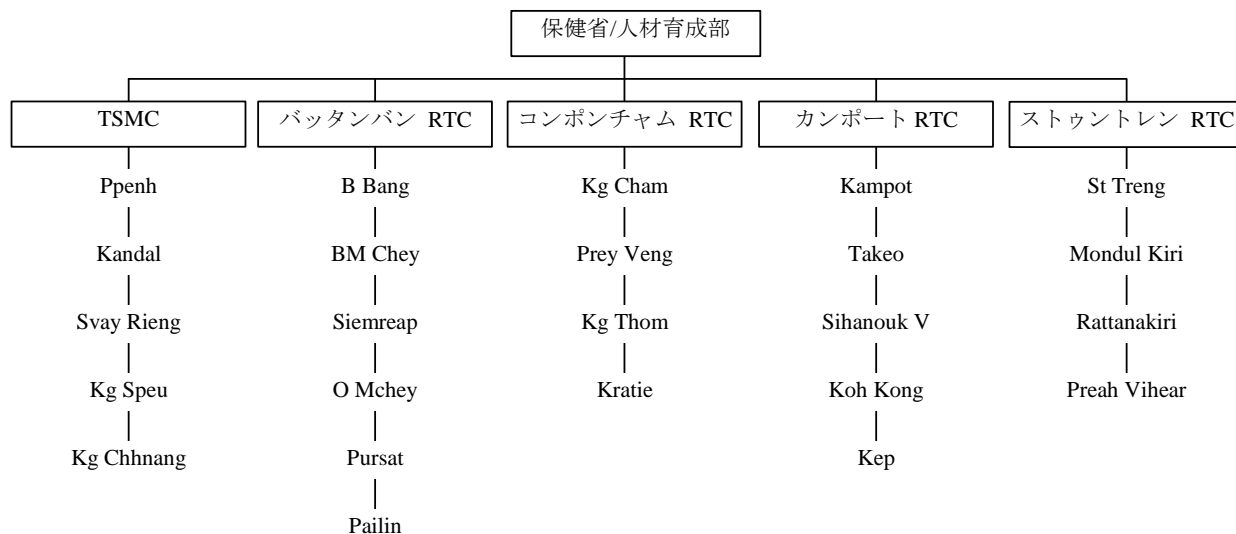 保健省/人材育成部
TSMC
バッタンバン RTC
コンポンチャム RTC
カンポート RTC
ストゥントレン RTC
Ppenh
B Bang
Kg Cham
Kampot
St Treng
Kandal
BM Chey
Prey Veng
Takeo
Mondul Kiri
Svay Rieng
Siemreap
Kg Thom
Sihanouk V
Rattanakiri
Kg Speu
O Mchey
Kratie
Koh Kong
Preah Vihear
Kg Chhnang
Pursat
Kep
Pailin